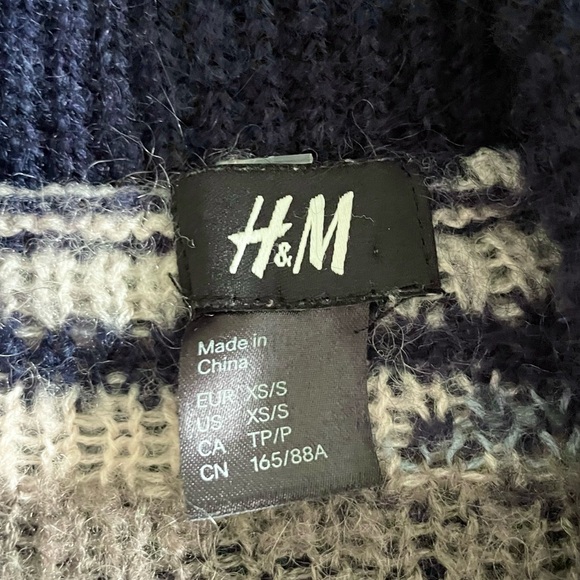 H&M
Made in
China
EUR XS/S
US XS/S
CA TP/P
CN 165/88A